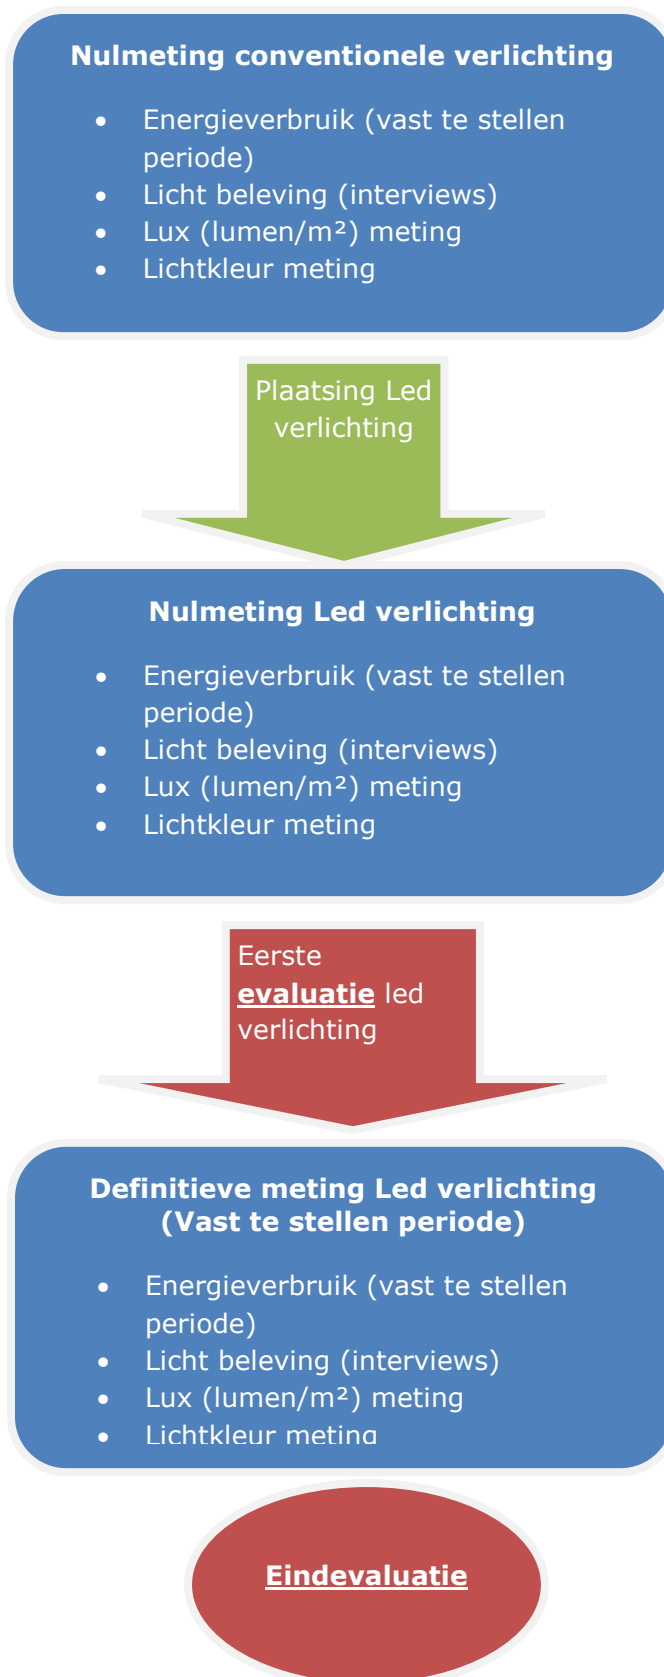 Nulmeting conventionele verlichting
• Energieverbruik (vast te stellen
periode)
• Licht beleving (interviews)
• Lux (lumen/m²) meting
• Lichtkleur meting
Plaatsing Led
verlichting
Nulmeting Led verlichting
• Energieverbruik (vast te stellen
periode)
• Licht beleving (interviews)
• Lux (lumen/m²) meting
• Lichtkleur meting
Eerste
evaluatie led
verlichting
Definitieve meting Led verlichting
(Vast te stellen periode)
• Energieverbruik (vast te stellen
periode)
• Licht beleving (interviews)
• Lux (lumen/m²) meting
• Lichtkleur meting
Eindevaluatie